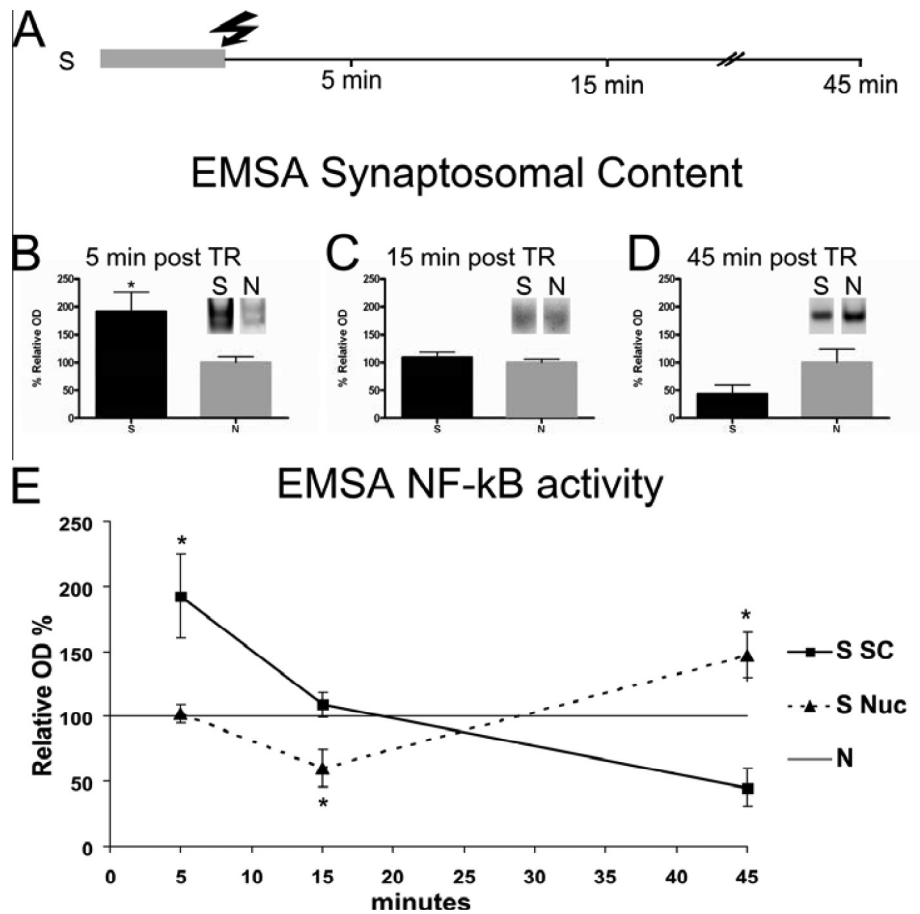 A
S
5 min
15 min
45 min
EMSA Synaptosomal Content
B
5 min post TR
S N
*
% Relative OD
250
200
150
100
50
0
S
N
C
15 min post TR
S N
% Relative OD
250
200
150
100
50
0
S
N
D
45 min post TR
S N
% Relative OD
250
200
150
100
50
0
S
N
E
EMSA NF-kB activity
Relative OD %
250
200
150
100
50
0
*
*
*
0 5 10 15 20 25 30 35 40 45
minutes
S SC
S Nuc
N